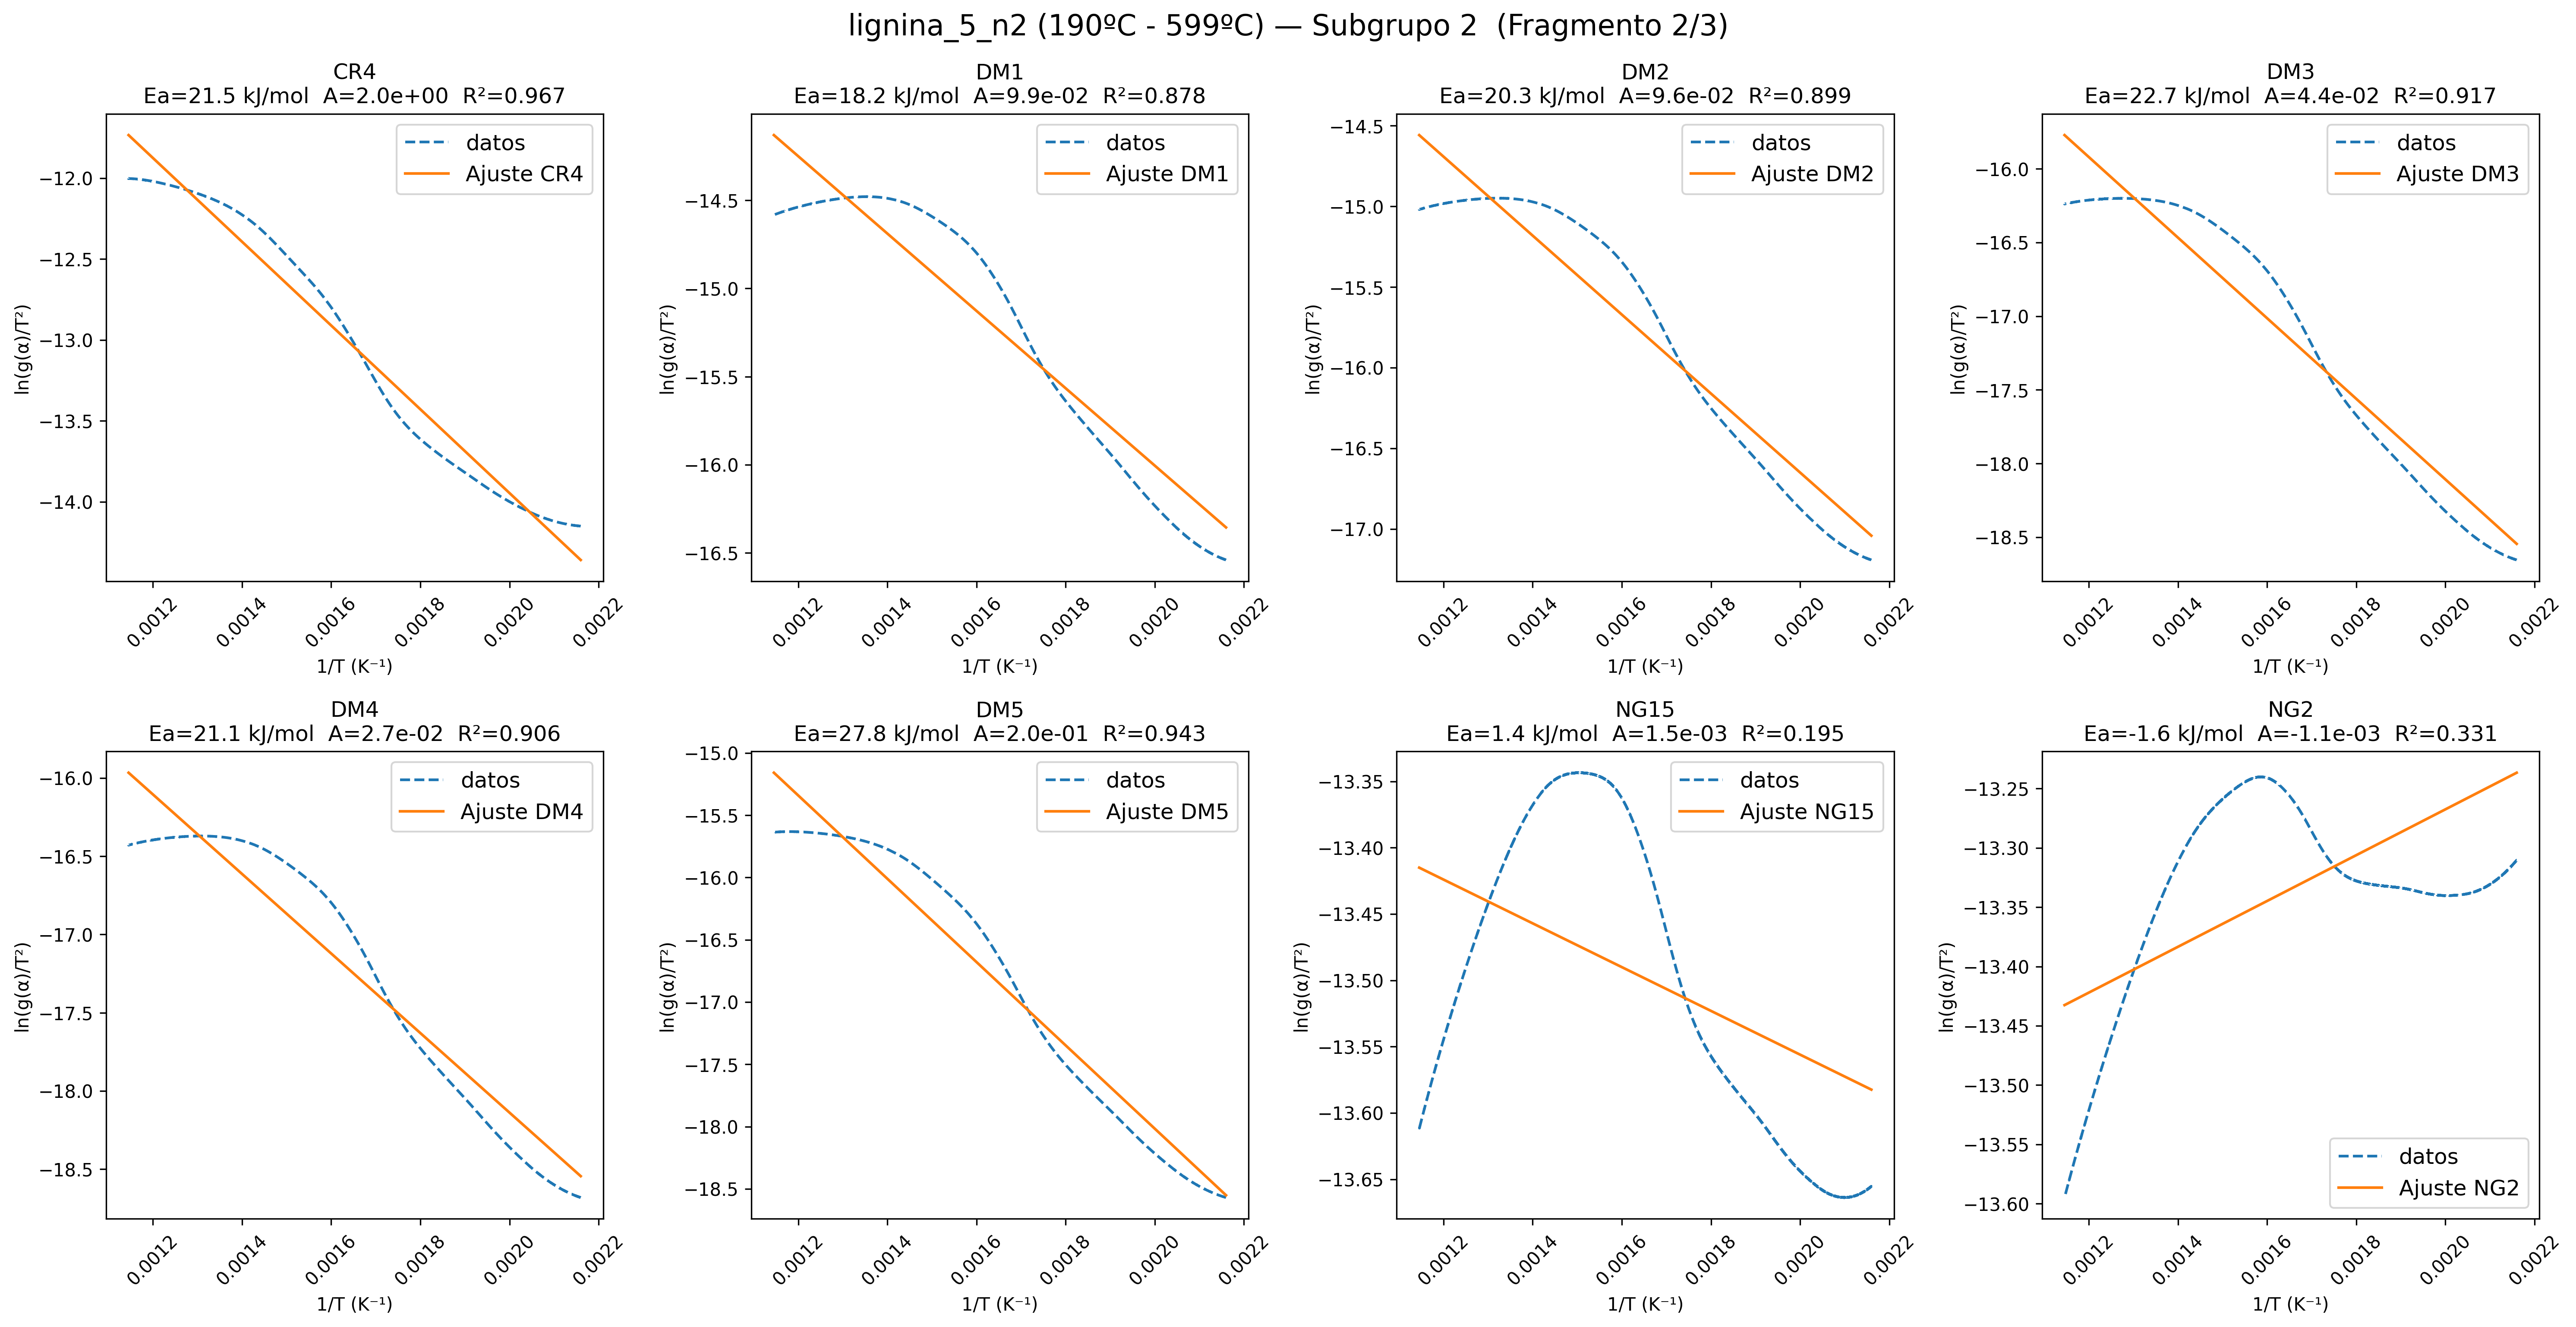 lignina_5_n2 (190ºC - 599ºC) — Subgrupo 2  (Fragmento 2/3)
CR4
Ea=21.5 kJ/mol  A=2.0e+00  R²=0.967
datos
Ajuste CR4
−12.0
−12.5
−13.0
−13.5
−14.0
ln(g(α)/T²)
0.0012
0.0014
0.0016
0.0018
0.0020
0.0022
1/T (K⁻¹)
DM1
Ea=18.2 kJ/mol  A=9.9e-02  R²=0.878
datos
Ajuste DM1
−14.5
−15.0
−15.5
−16.0
−16.5
ln(g(α)/T²)
0.0012
0.0014
0.0016
0.0018
0.0020
0.0022
1/T (K⁻¹)
DM2
Ea=20.3 kJ/mol  A=9.6e-02  R²=0.899
datos
Ajuste DM2
−14.5
−15.0
−15.5
−16.0
−16.5
−17.0
ln(g(α)/T²)
0.0012
0.0014
0.0016
0.0018
0.0020
0.0022
1/T (K⁻¹)
DM3
Ea=22.7 kJ/mol  A=4.4e-02  R²=0.917
datos
Ajuste DM3
−16.0
−16.5
−17.0
−17.5
−18.0
−18.5
ln(g(α)/T²)
0.0012
0.0014
0.0016
0.0018
0.0020
0.0022
1/T (K⁻¹)
DM4
Ea=21.1 kJ/mol  A=2.7e-02  R²=0.906
datos
Ajuste DM4
−16.0
−16.5
−17.0
−17.5
−18.0
−18.5
ln(g(α)/T²)
0.0012
0.0014
0.0016
0.0018
0.0020
0.0022
1/T (K⁻¹)
DM5
Ea=27.8 kJ/mol  A=2.0e-01  R²=0.943
datos
Ajuste DM5
−15.0
−15.5
−16.0
−16.5
−17.0
−17.5
−18.0
−18.5
ln(g(α)/T²)
0.0012
0.0014
0.0016
0.0018
0.0020
0.0022
1/T (K⁻¹)
NG15
Ea=1.4 kJ/mol  A=1.5e-03  R²=0.195
datos
Ajuste NG15
−13.35
−13.40
−13.45
−13.50
−13.55
−13.60
−13.65
ln(g(α)/T²)
0.0012
0.0014
0.0016
0.0018
0.0020
0.0022
1/T (K⁻¹)
NG2
Ea=-1.6 kJ/mol  A=-1.1e-03  R²=0.331
datos
Ajuste NG2
−13.25
−13.30
−13.35
−13.40
−13.45
−13.50
−13.55
−13.60
ln(g(α)/T²)
0.0012
0.0014
0.0016
0.0018
0.0020
0.0022
1/T (K⁻¹)